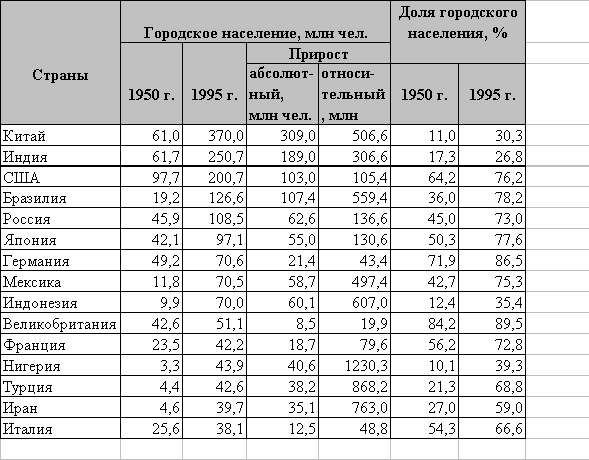 Страны Городское население, млн чел. Доля городского населения, %
Прирост
1950 г. 1995 г. абсолют-ный, млн чел. относи-тельный, млн 1950 г. 1995 г.
Китай 61,0 370,0 309,0 506,6 11,0 30,3
Индия 61,7 250,7 189,0 306,6 17,3 26,8
США 97,7 200,7 103,0 105,4 64,2 76,2
Бразилия 19,2 126,6 107,4 559,4 36,0 78,2
Россия 45,9 108,5 62,6 136,6 45,0 73,0
Япония 42,1 97,1 55,0 130,6 50,3 77,6
Германия 49,2 70,6 21,4 43,4 71,9 86,5
Мексика 11,8 70,5 58,7 497,4 42,7 75,3
Индонезия 9,9 70,0 60,1 607,0 12,4 35,4
Великобритания 42,6 51,1 8,5 19,9 84,2 89,5
Франция 23,5 42,2 18,7 79,6 56,2 72,8
Нигерия 3,3 43,9 40,6 1230,3 10,1 39,3
Турция 4,4 42,6 38,2 868,2 21,3 68,8
Иран 4,6 39,7 35,1 763,0 27,0 59,0
Италия 25,6 38,1 12,5 48,8 54,3 66,6